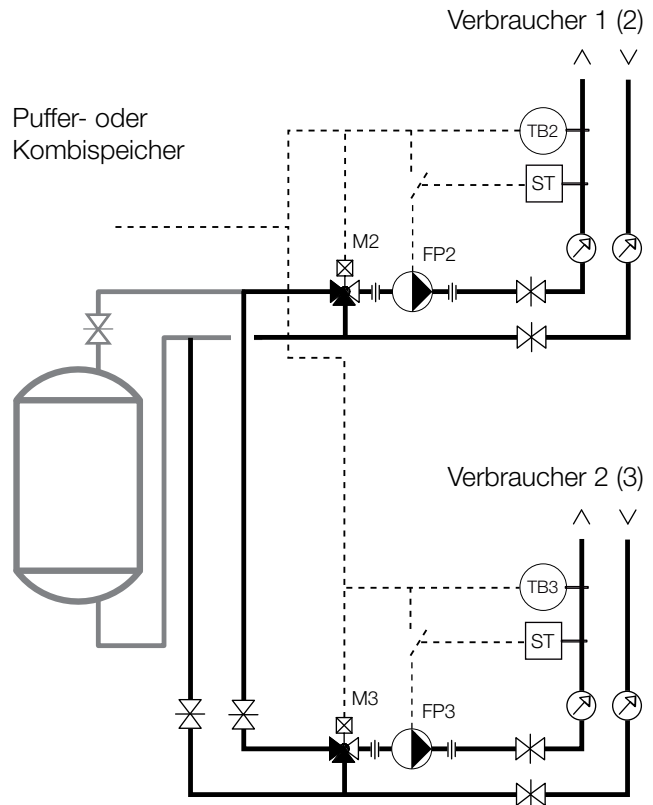 Verbraucher 1 (2)
Puffer- oder
Kombispeicher
TB2
ST
M2
FP2
Verbraucher 2 (3)
TB3
ST
M3
FP3